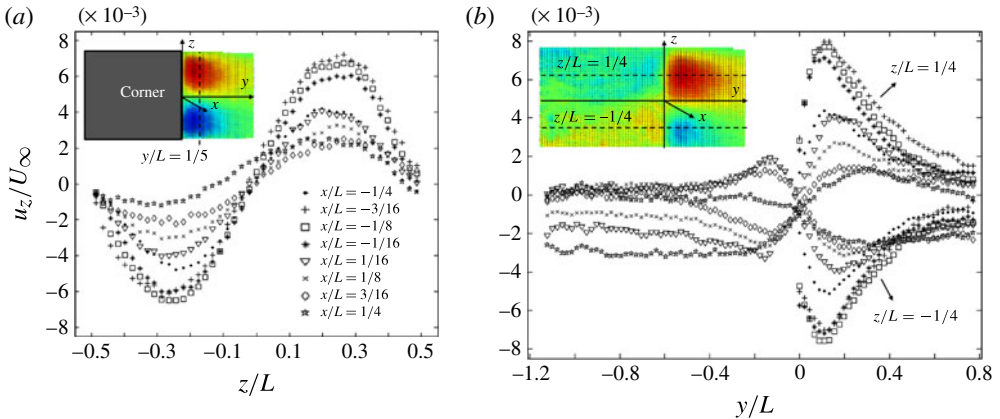 (a)
(× 10−3)
8
6
4
2
0
−2
−4
−6
−8
uz/U∞
−0.5
−0.3
−0.1
0.1
0.3
0.5
z/L
Corner
z
y
x
y/L = 1/5
x/L = −1/4
x/L = −3/16
x/L = −1/8
x/L = −1/16
x/L = 1/16
x/L = 1/8
x/L = 3/16
x/L = 1/4
(b)
(× 10−3)
8
6
4
2
0
−2
−4
−6
−8
−1.2
−0.8
−0.4
0
0.4
0.8
y/L
z
z/L = 1/4
y
z/L = −1/4
x
z/L = 1/4
z/L = −1/4